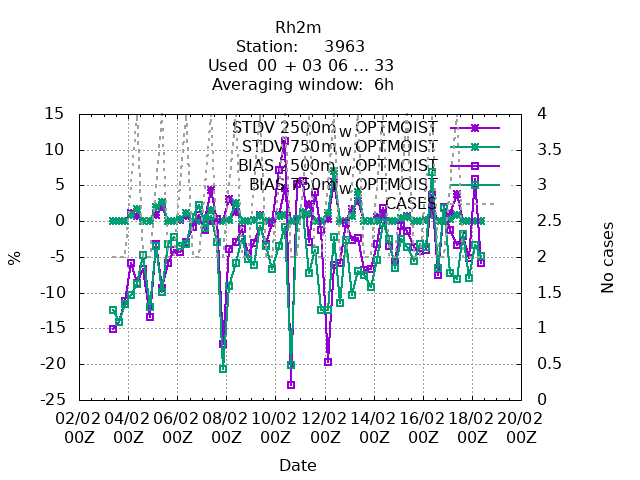 Rh2m
Station: 3963
Used 00 + 03 06 ... 33
Averaging window: 6h
STDV 2500m_W_OPTMOIST
STDV 750m_W_OPTMOIST
BIAS 2500m_W_OPTMOIST
BIAS 750m_W_OPTMOIST
CASES
15
10
5
0
-5
-10
-15
-20
-25
%
4
3.5
3
2.5
2
1.5
1
0.5
0
No cases
02/02 04/02 06/02 08/02 10/02 12/02 14/02 16/02 18/02 20/02
00Z 00Z 00Z 00Z 00Z 00Z 00Z 00Z 00Z 00Z
Date